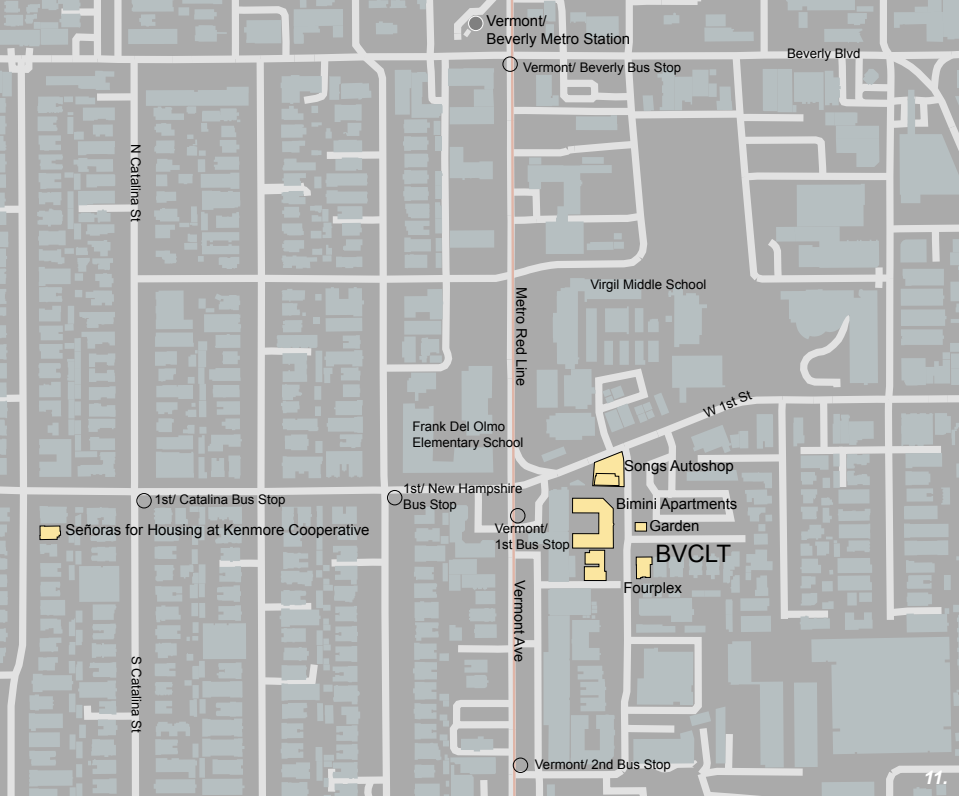 Vermont/
Beverly Metro Station
Beverly Blvd
Vermont/ Beverly Bus Stop
N Catalina St
Virgil Middle School
Metro Red Line
W 1st St
Frank Del Olmo
Elementary School
Songs Autoshop
1st/ New Hampshire
Bus Stop
1st/ Catalina Bus Stop
Bimini Apartments
Señoras for Housing at Kenmore Cooperative
Vermont/
1st Bus Stop
Garden
BVCLT
Fourplex
Vermont Ave
S Catalina St
Vermont/ 2nd Bus Stop
11.